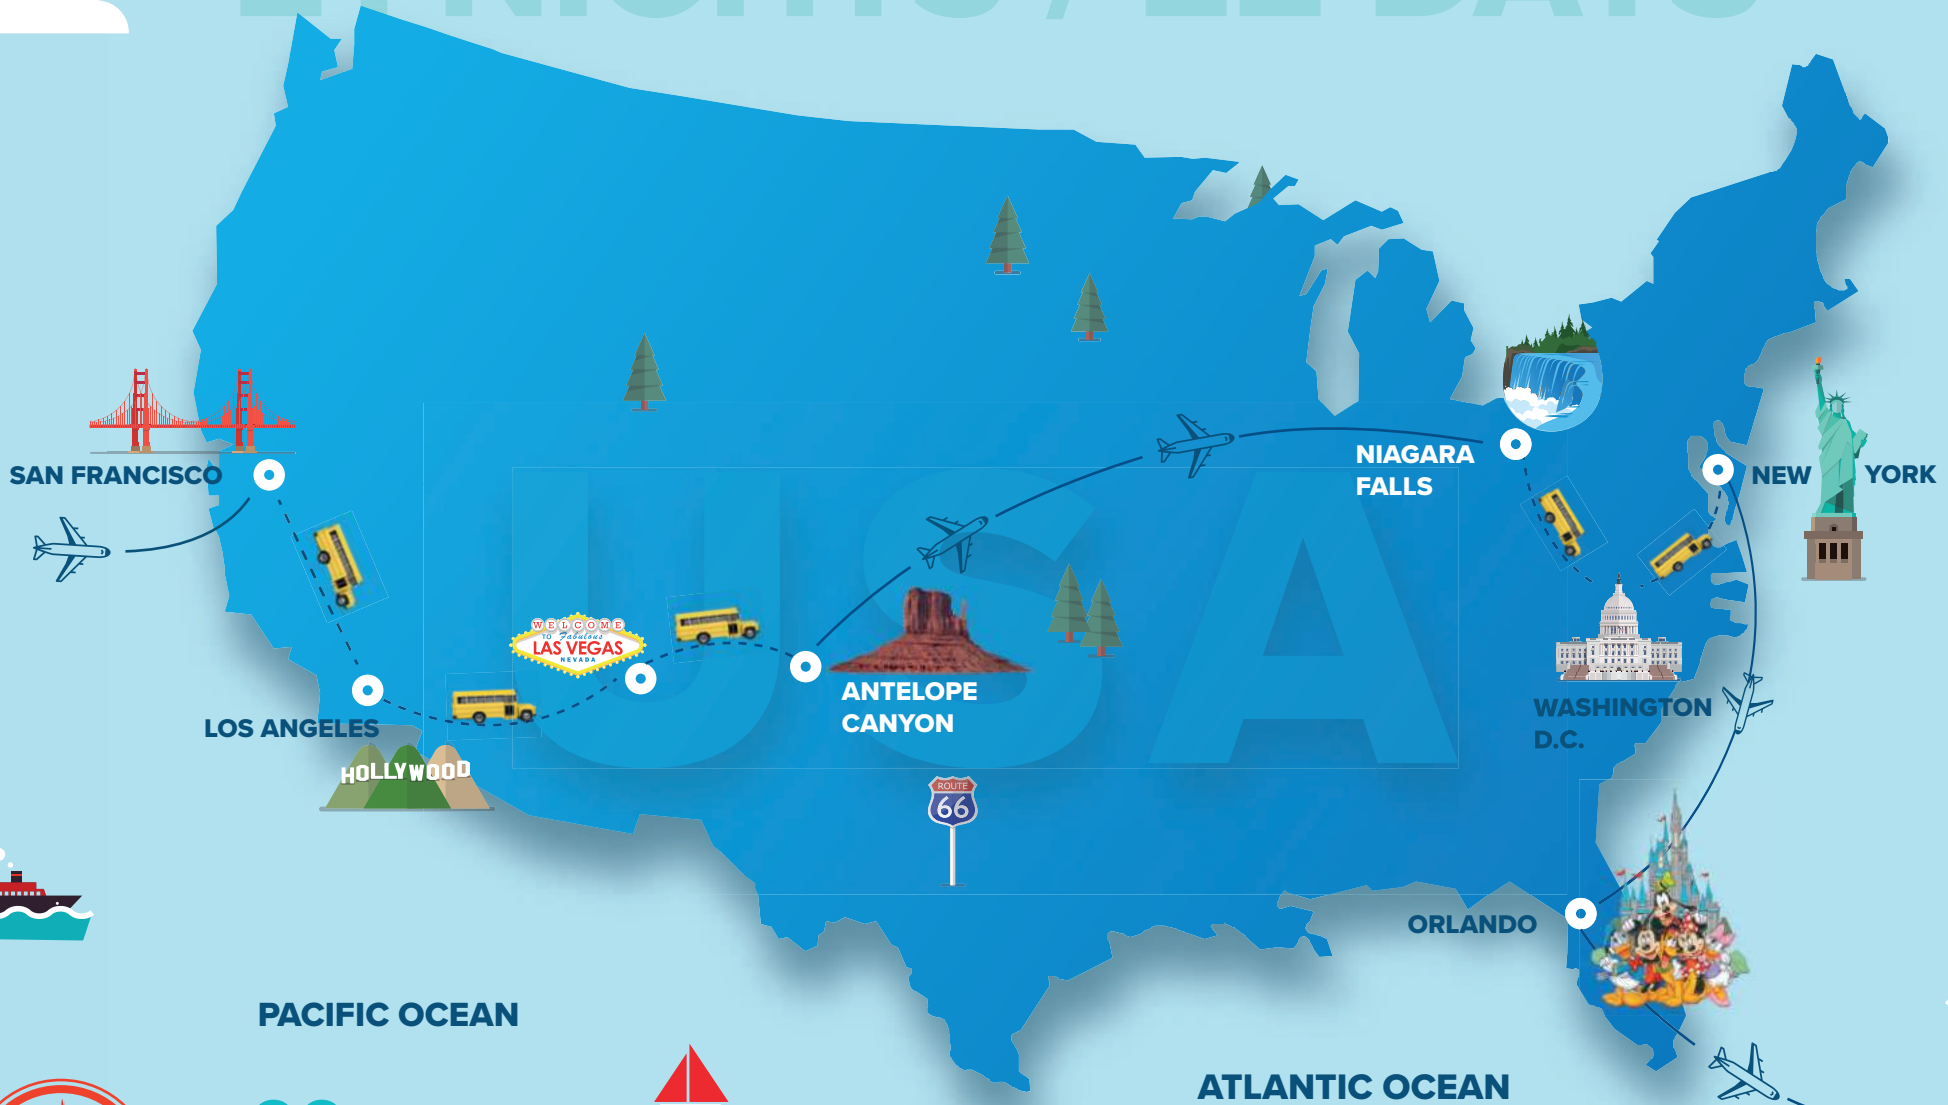 SAN FRANCISCO
NIAGARA
FALLS
NEW YORK
USA
WELCOME
TO Fabulous
LAS VEGAS
NEVADA
ANTELOPE
CANYON
LOS ANGELES
HOLLYWOOD
WASHINGTON
D.C.
ROUTE
66
ORLANDO
PACIFIC OCEAN
ATLANTIC OCEAN